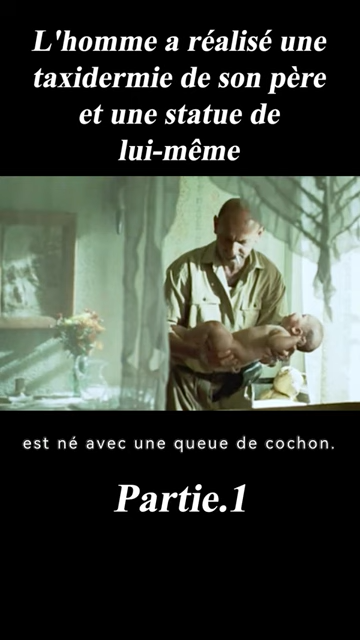 L'homme a réalisé une
taxidermie de son père
et une statue de
lui-même
est né avec une queue de cochon.
Partie.1